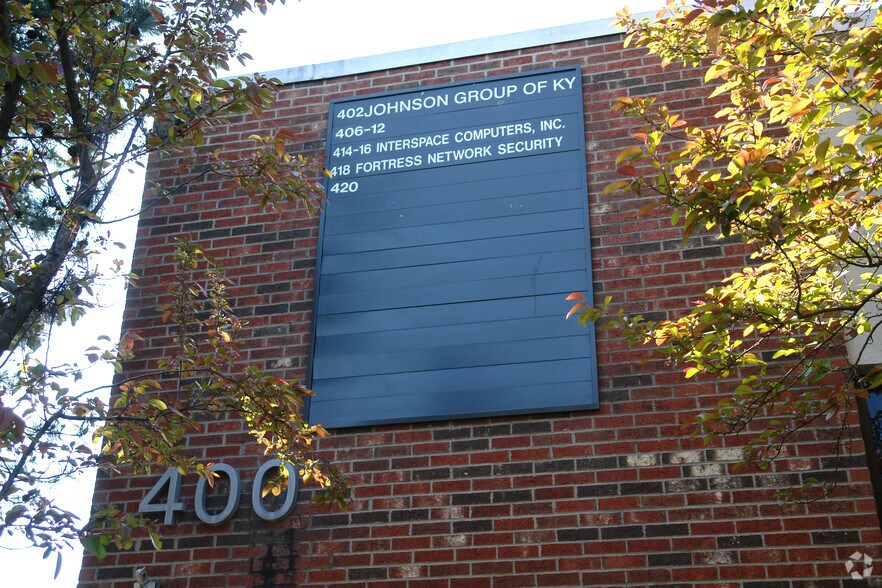 402JOHNSON GROUP OF KY
406-12
414-16 INTERSPACE COMPUTERS, INC.
418 FORTRESS NETWORK SECURITY
420
400